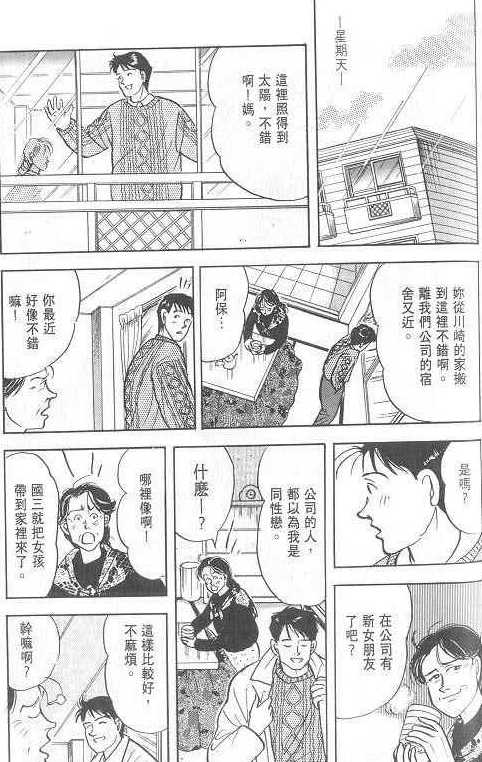 —星期天—
這裡照得到
太陽，不錯
啊！媽。
妳從川崎的家搬
到這裡不錯啊。
離我們公司的宿
舍又近。
阿保…
你最近
好像不錯
嘛！
是嗎？
在公司有
新女朋友
了吧？
公司的人，
都以為我是
同性戀。
什麼—？
哪裡像啊！
國三就把女孩
帶到家裡來了。
這樣比較好，
不麻煩。
幹嘛啊？